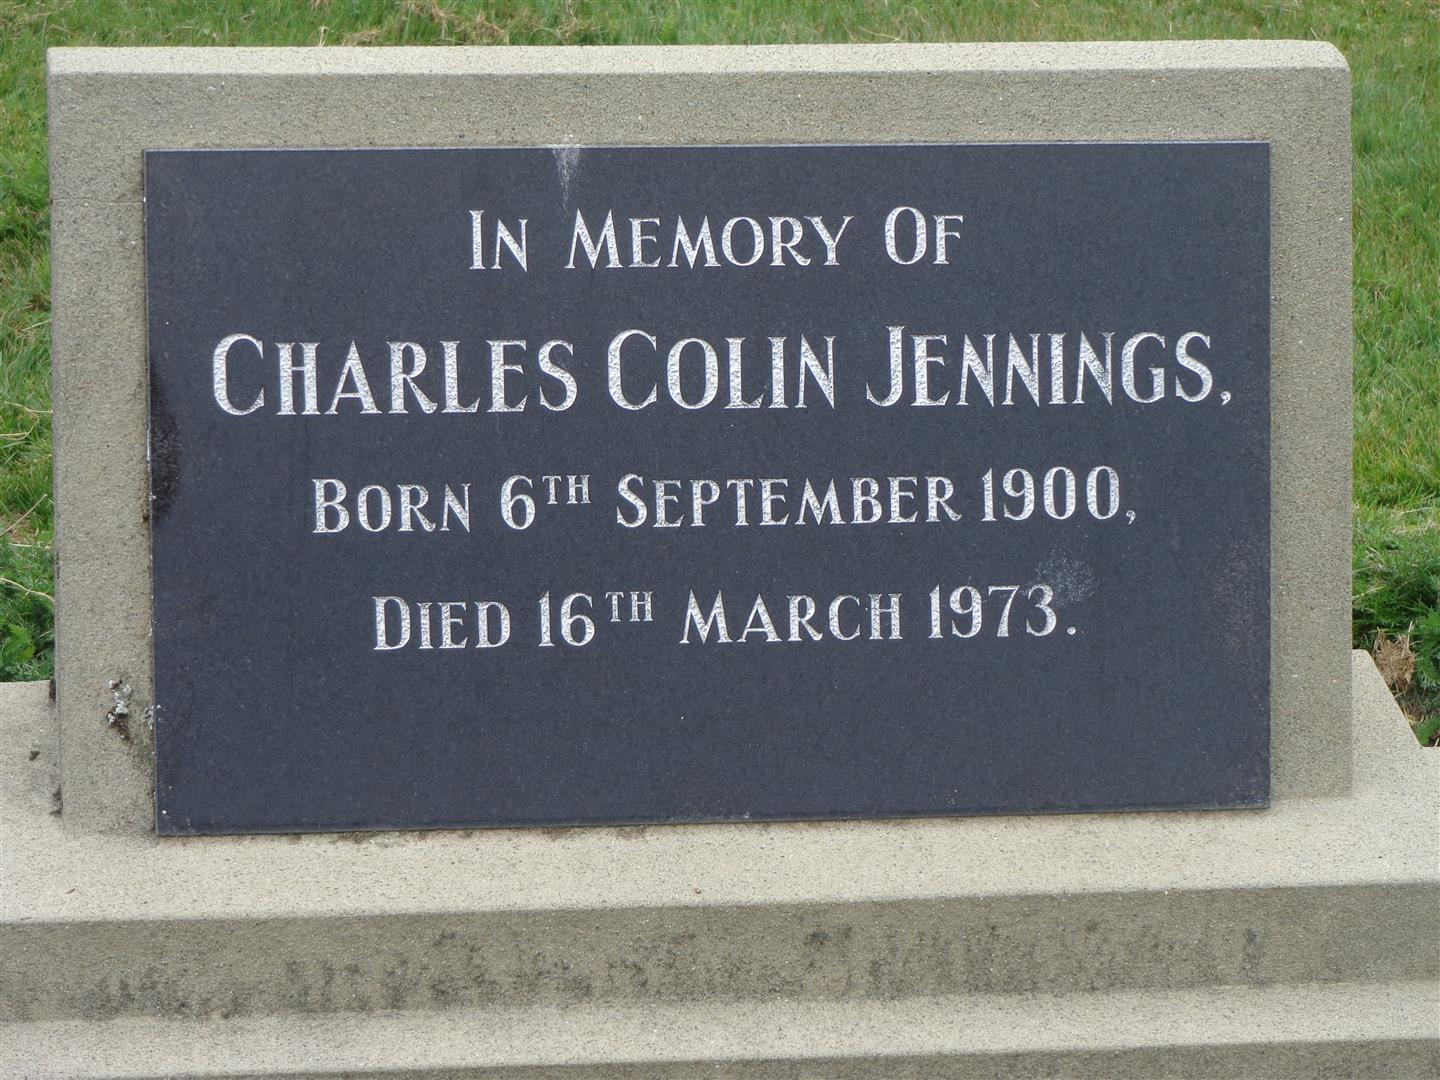 In Memory Of
Charles Colin Jennings,
Born 6th September 1900,
Died 16th March 1973.